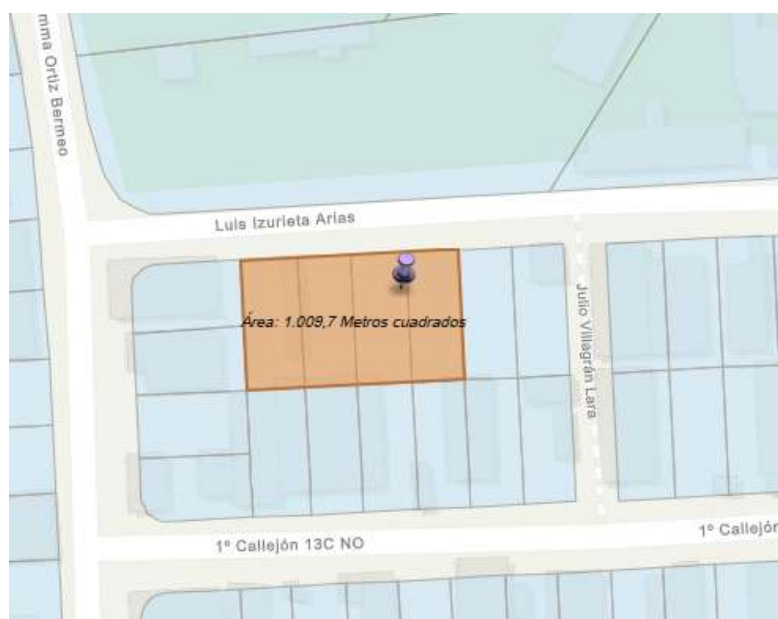 mma Ortiz Bermeo
Luis Izurieta Arias
Área: 1.009,7 Metros cuadrados
Julio Villagrán Lara
1º Callejón 13C NO
1º Callejón